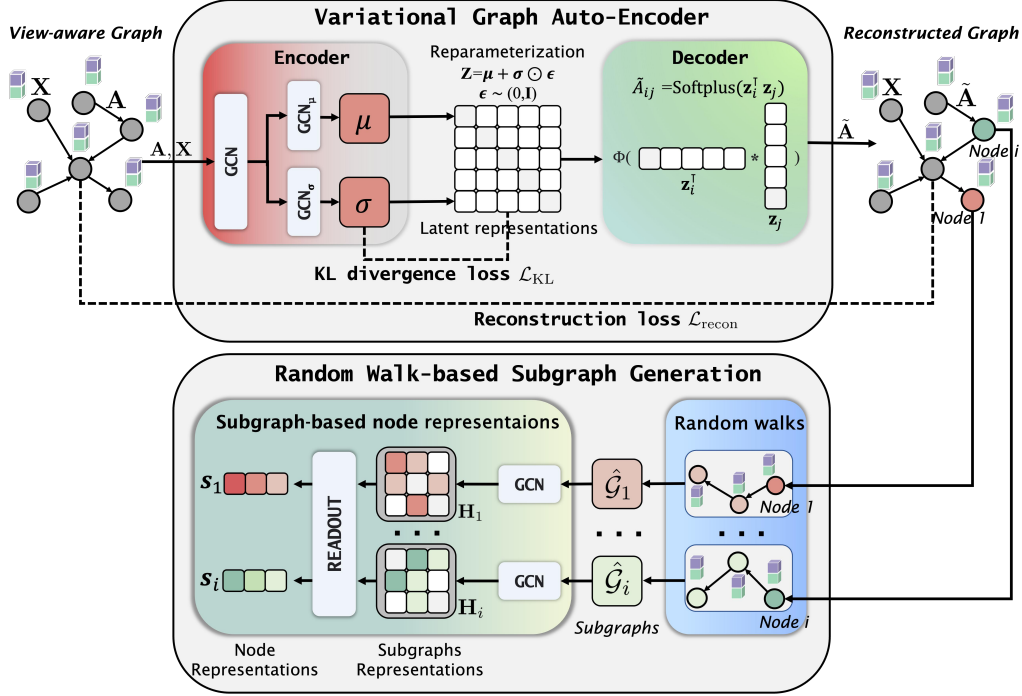 Variational Graph Auto-Encoder
View-aware Graph
X
A
A, X
Encoder
GCN
GCN_μ
μ
GCN_σ
σ
Reparameterization
Z=μ + σ ⊙ ϵ
ϵ ~ (0,I)
Latent representations
Decoder
Ã_ij =Softplus(z_i^⊺ z_j)
Φ(
*
)
z_i^⊺
z_j
Ã
Reconstructed Graph
X
Ã
Node i
Node 1
KL divergence loss ℒ_KL
Reconstruction loss ℒ_recon
Random Walk-based Subgraph Generation
Subgraph-based node representaions
Random walks
s_1
READOUT
H_1
GCN
Ĝ_1
Node 1
. . .
. . .
. . .
s_i
H_i
GCN
Ĝ_i
Node i
Subgraphs
Node
Representations
Subgraphs
Representations